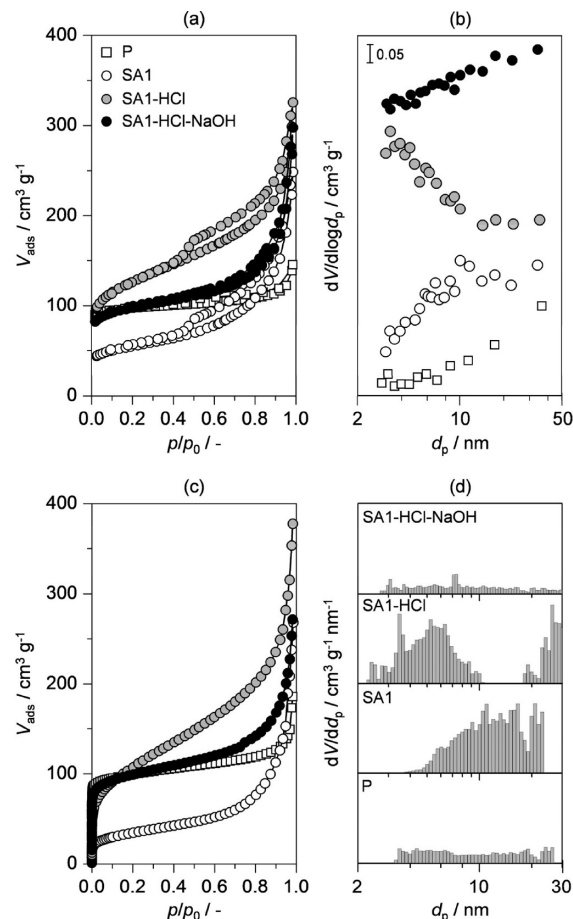 (a)
P
SA1
SA1-HCl
SA1-HCl-NaOH
400
300
200
100
0
V_ads / cm³ g⁻¹
0.0 0.2 0.4 0.6 0.8 1.0
p/p₀ / -
(b)
0.05
dV/dlogd_p / cm³ g⁻¹
2 10 50
d_p / nm
(c)
400
300
200
100
0
V_ads / cm³ g⁻¹
0.0 0.2 0.4 0.6 0.8 1.0
p/p₀ / -
(d)
SA1-HCl-NaOH
SA1-HCl
SA1
P
dV/dd_p / cm³ g⁻¹ nm⁻¹
2 10 30
d_p / nm